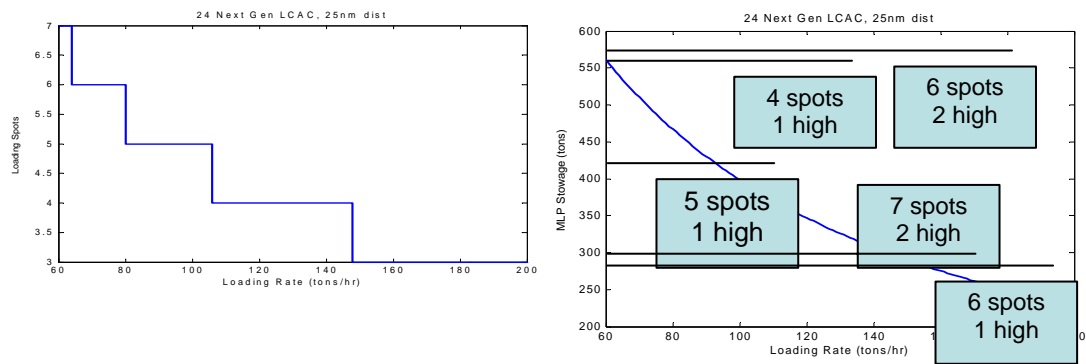 24 Next Gen LCAC, 25nm dist
7
6.5
6
5.5
5
4.5
4
3.5
3
Loading Spots
60 80 100 120 140 160 180 200
Loading Rate (tons/hr)
24 Next Gen LCAC, 25nm dist
600
550
500
450
400
350
300
250
200
MLP Stowage (tons)
4 spots
1 high
6 spots
2 high
5 spots
1 high
7 spots
2 high
6 spots
1 high
60 80 100 120 140
Loading Rate (tons/hr)